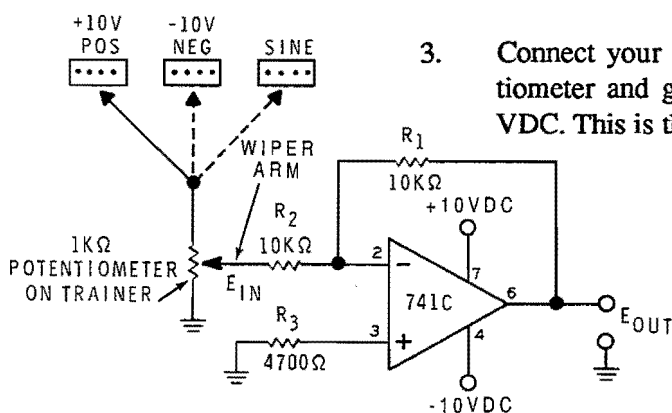 +10V
POS
-10V
NEG
SINE
3. Connect your
tiometer and g
VDC. This is t
WIPER
ARM
R1
10KΩ
+10VDC
R2
10KΩ
1KΩ
POTENTIOMETER
ON TRAINER
EIN
2
-
7
741C
6
EOUT
R3
4700Ω
3
+
4
-10VDC